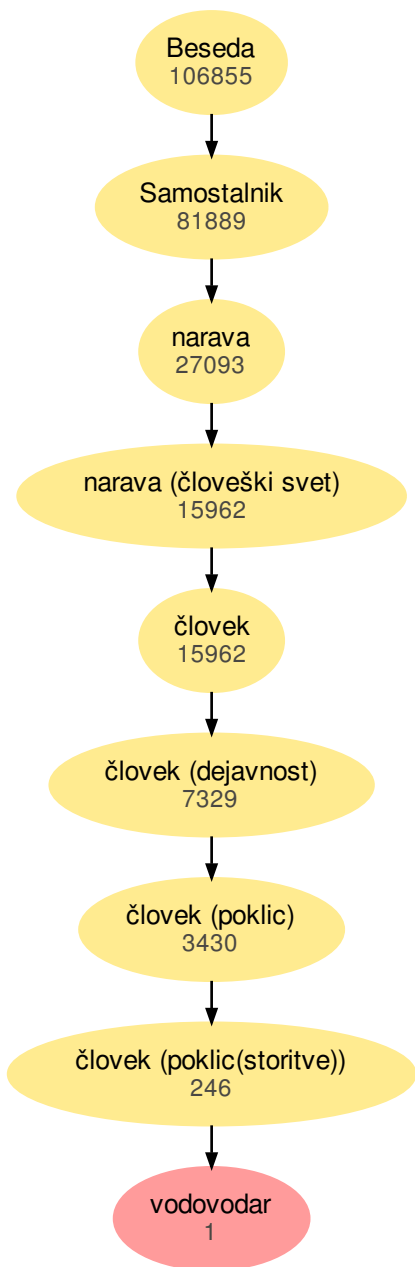 Beseda
106855
Samostalnik
81889
narava
27093
narava (človeški svet)
15962
človek
15962
človek (dejavnost)
7329
človek (poklic)
3430
človek (poklic(storitve))
246
vodovodar
1